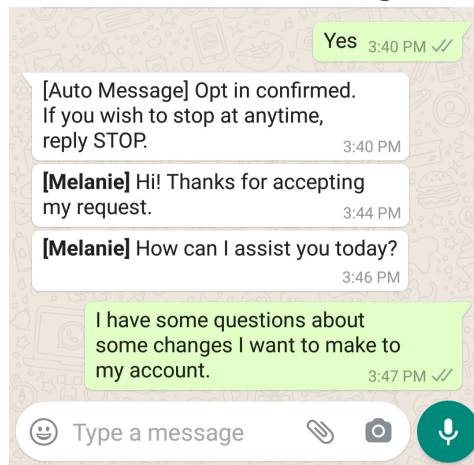 Yes 3:40 PM
[Auto Message] Opt in confirmed.
If you wish to stop at anytime,
reply STOP. 3:40 PM
[Melanie] Hi! Thanks for accepting
my request. 3:44 PM
[Melanie] How can I assist you today?
3:46 PM
I have some questions about
some changes I want to make to
my account. 3:47 PM
Type a message